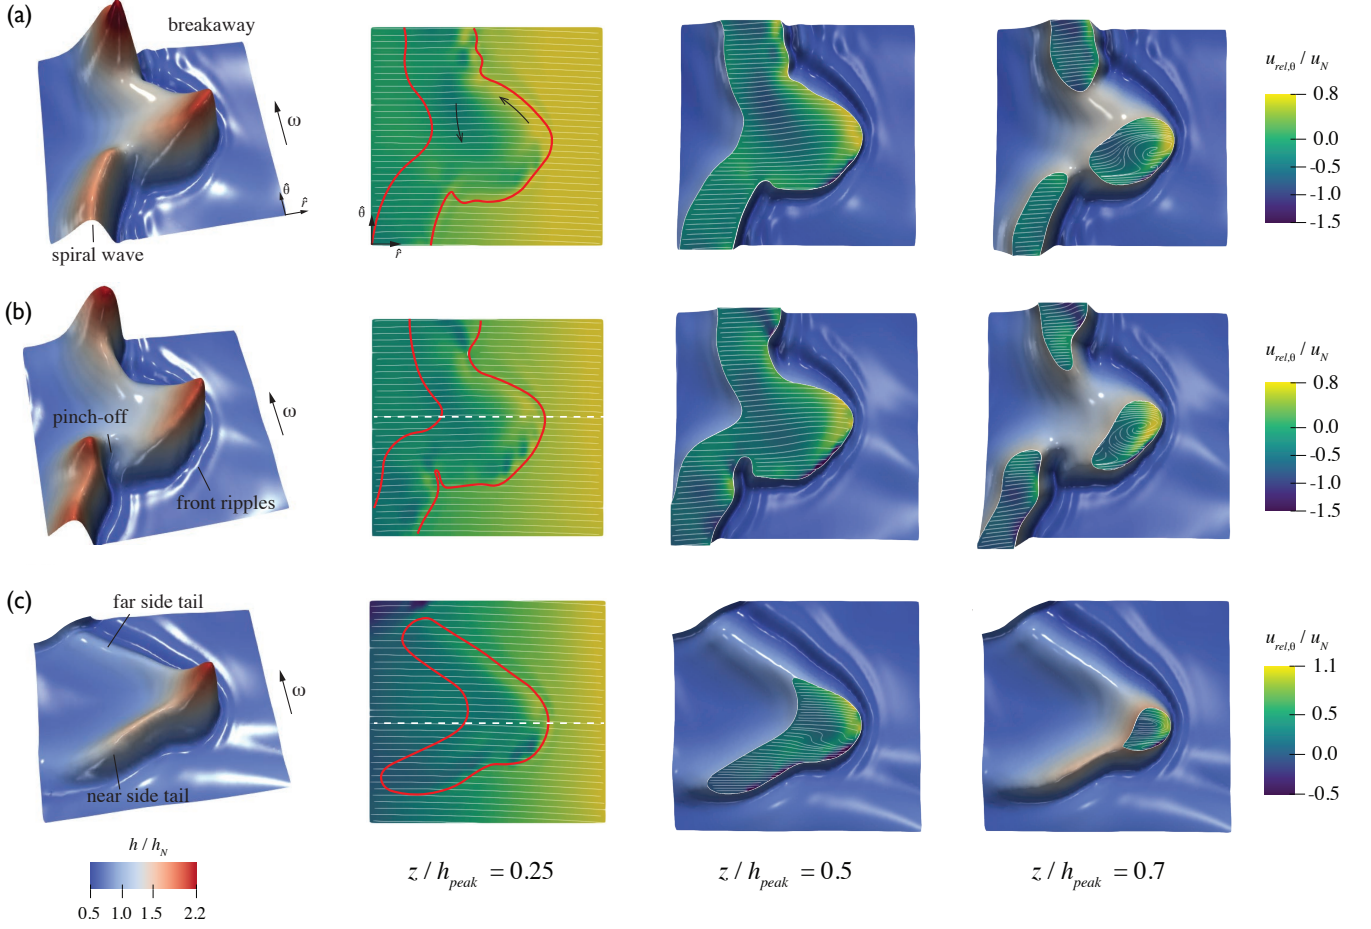 (a)
breakaway
ω
θ̂
r̂
spiral wave
θ̂
r̂
u_rel,θ / u_N
0.8
0.0
-0.5
-1.0
-1.5
(b)
pinch-off
ω
front ripples
u_rel,θ / u_N
0.8
0.0
-0.5
-1.0
-1.5
(c)
far side tail
ω
near side tail
u_rel,θ / u_N
1.1
0.5
0.0
-0.5
h / h_N
0.5 1.0 1.5 2.2
z / h_peak = 0.25
z / h_peak = 0.5
z / h_peak = 0.7